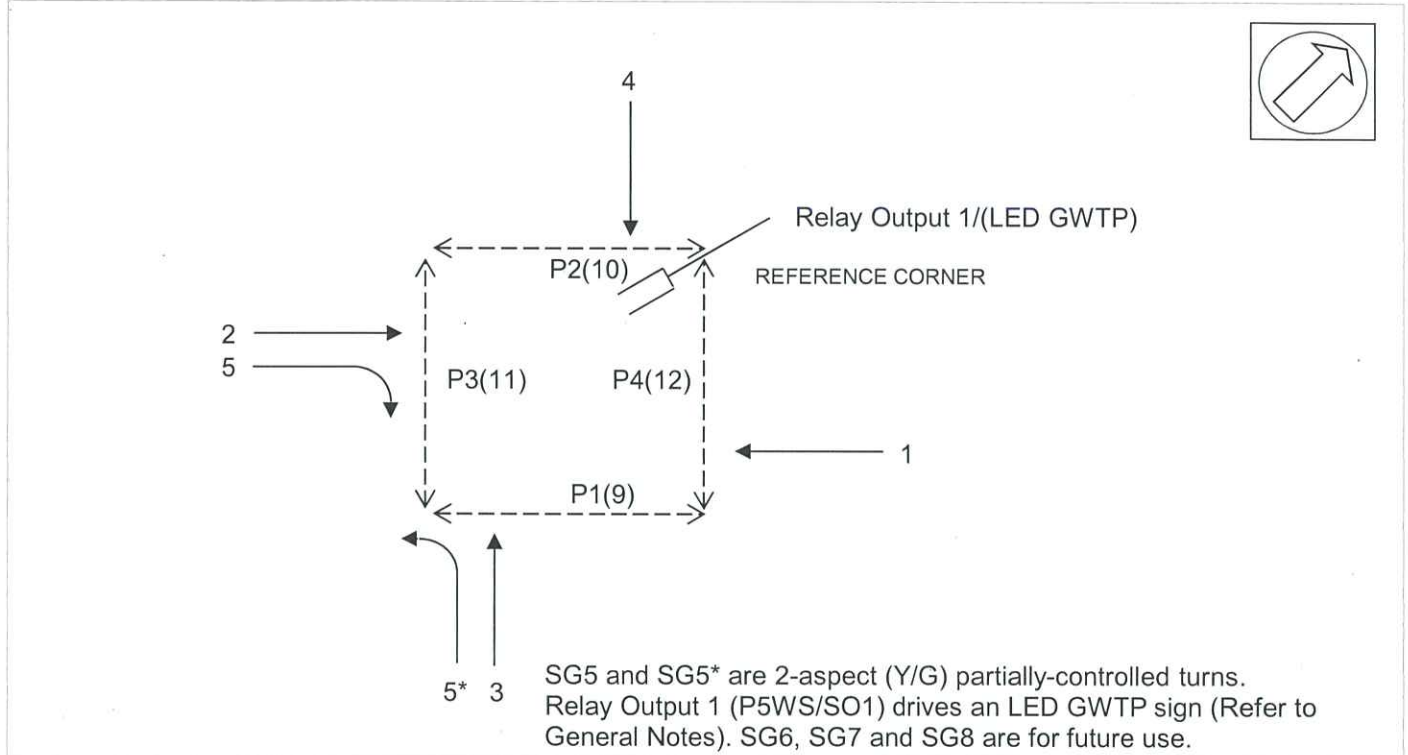 4
Relay Output 1/(LED GWTP)
P2(10)
REFERENCE CORNER
2
5
P3(11)
P4(12)
1
P1(9)
5*
3
SG5 and SG5* are 2-aspect (Y/G) partially-controlled turns.
Relay Output 1 (P5WS/SO1) drives an LED GWTP sign (Refer to
General Notes). SG6, SG7 and SG8 are for future use.